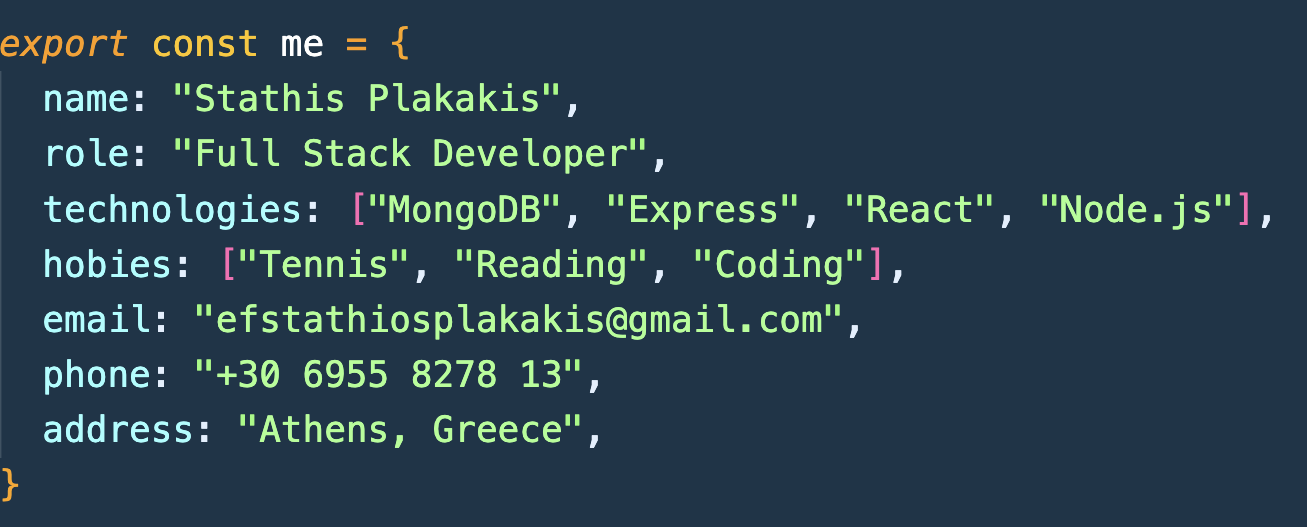 export const me = {
  name: "Stathis Plakakis",
  role: "Full Stack Developer",
  technologies: ["MongoDB", "Express", "React", "Node.js"],
  hobies: ["Tennis", "Reading", "Coding"],
  email: "efstathiosplakakis@gmail.com",
  phone: "+30 6955 8278 13",
  address: "Athens, Greece",
}